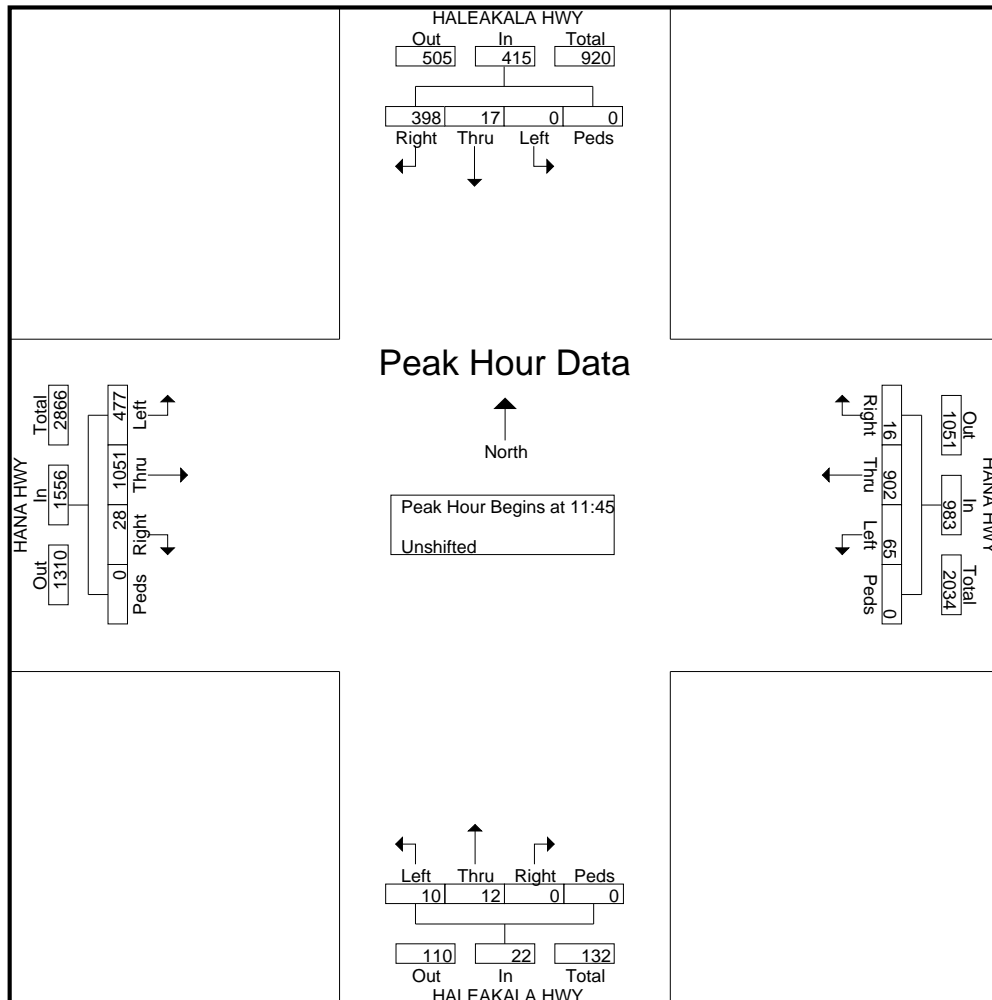 HALEAKALA HWY
Out In Total
505 415 920
398 17 0 0
Right Thru Left Peds
Peak Hour Data
North
Peak Hour Begins at 11:45
Unshifted
HANA HWY
Total In Out
2866 1556 1310
477 1051 28 0
Left Thru Right Peds
HANA HWY
Out In Total
1051 983 2034
16 902 65 0
Right Thru Left Peds
Left Thru Right Peds
10 12 0 0
110 22 132
Out In Total
HALEAKALA HWY